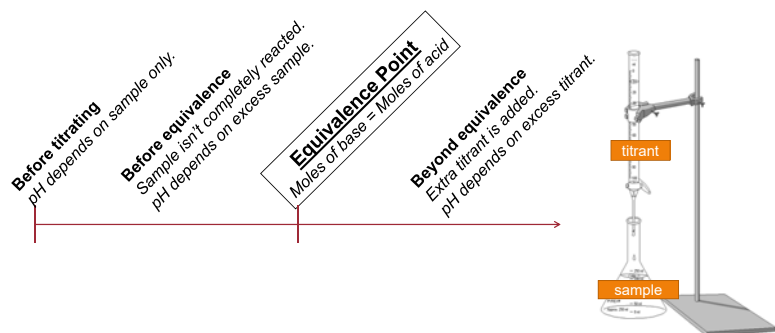 Before titrating
pH depends on sample only.
Before equivalence
Sample isn't completely reacted.
pH depends on excess sample.
Equivalence Point
Moles of base = Moles of acid
Beyond equivalence
Extra titrant is added.
pH depends on excess titrant.
titrant
sample